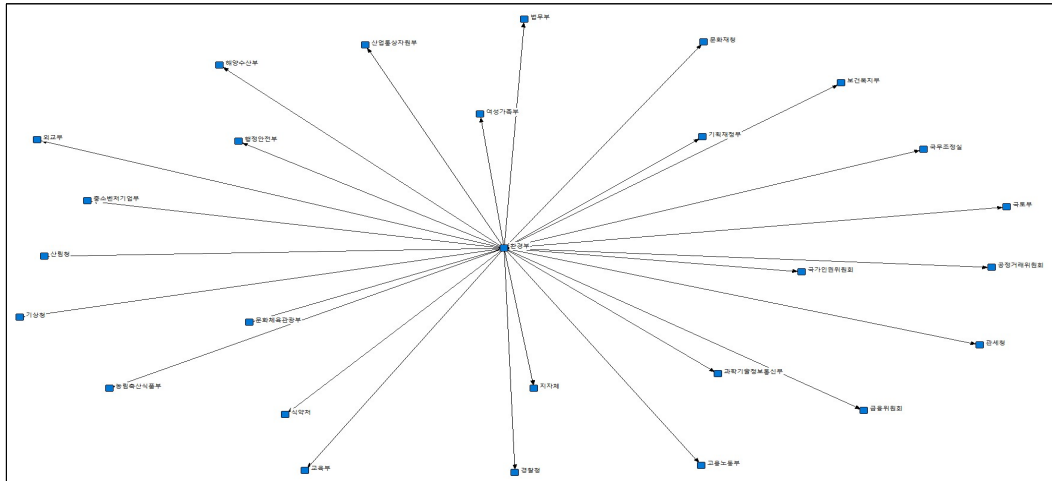 법무부
산업통상자원부
문화재청
해양수산부
보건복지부
여성가족부
외교부
행정안전부
기획재정부
국무조정실
중소벤처기업부
국토부
환경부
산림청
국가인권위원회
공정거래위원회
기상청
문화체육관광부
관세청
과학기술정보통신부
농림축산식품부
지자체
식약처
금융위원회
교육부
경찰청
고용노동부